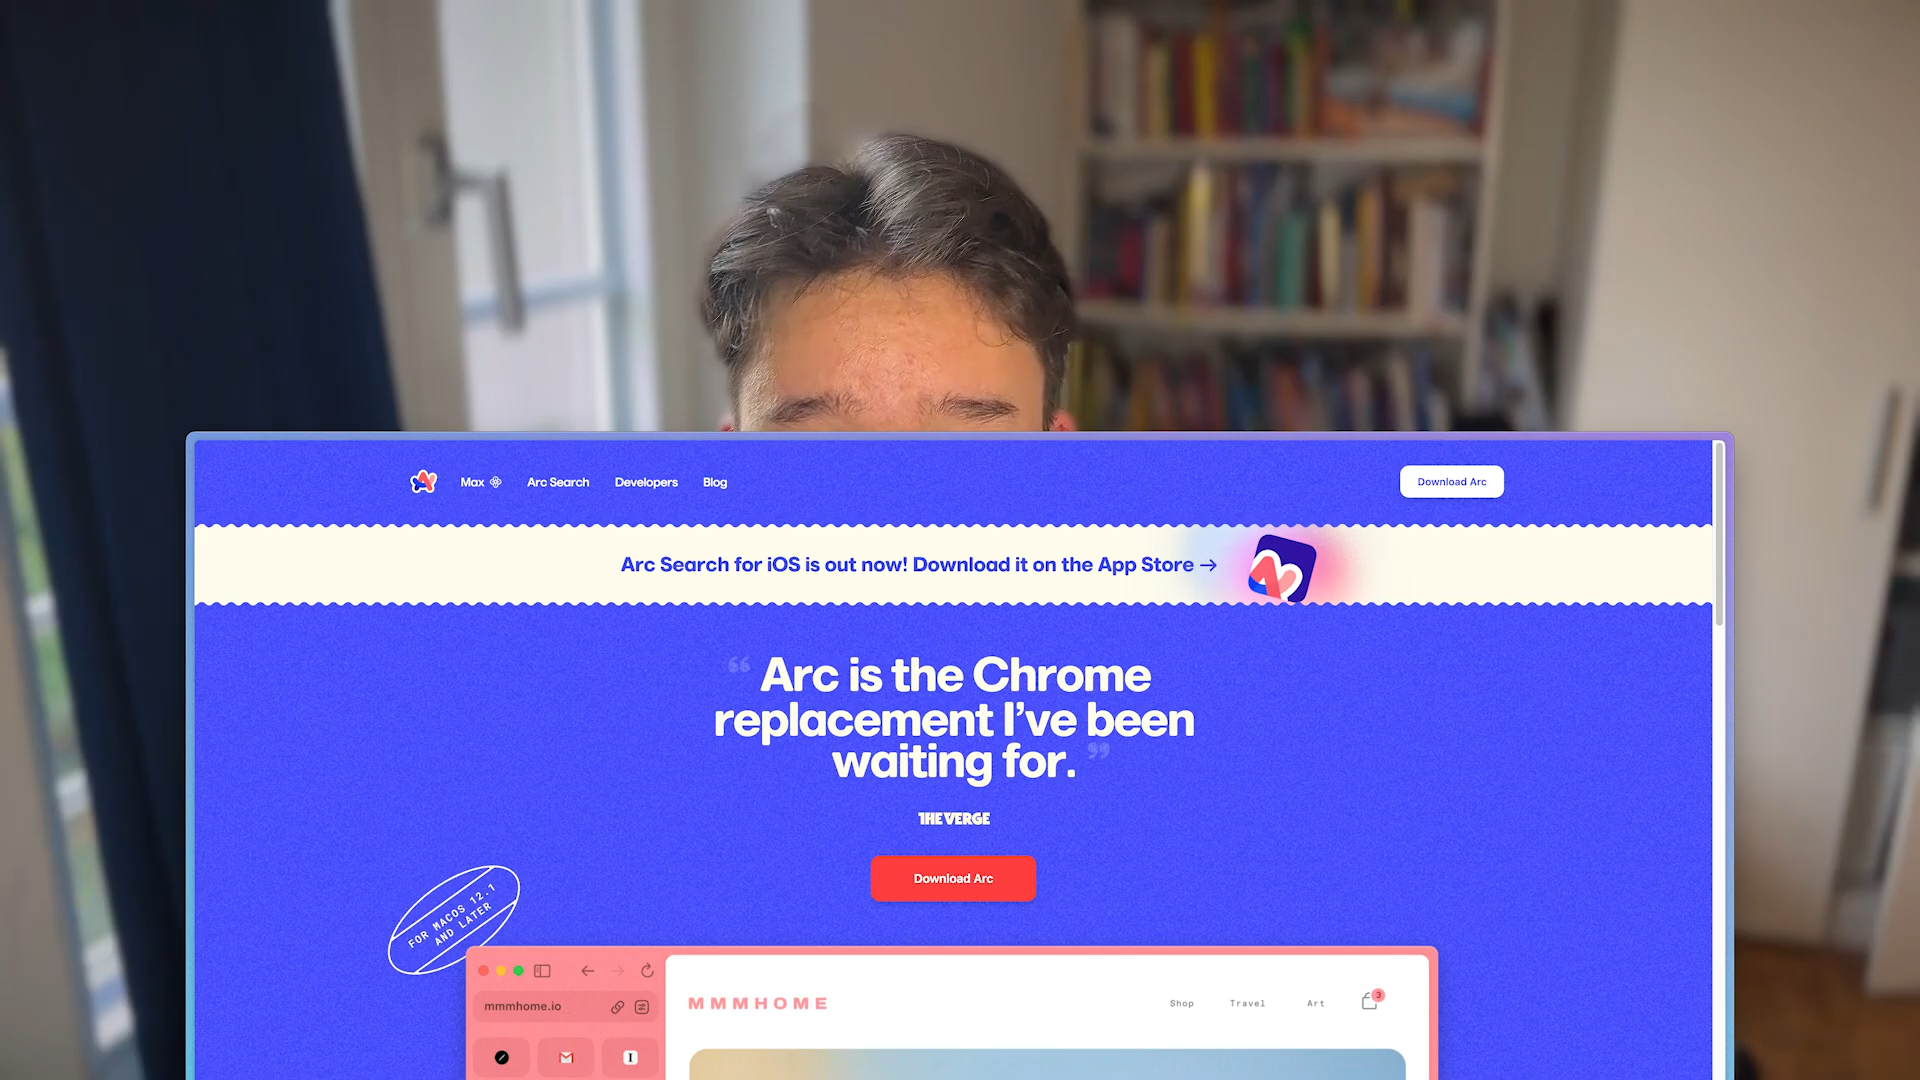 Max
Arc Search
Developers
Blog
Download Arc
Arc Search for iOS is out now! Download it on the App Store →
“ Arc is the Chrome
replacement I’ve been
waiting for. ”
THE VERGE
Download Arc
FOR MACOS 12.1
AND LATER
mmmhome.io
MMMHOME
Shop
Travel
Art
3
I